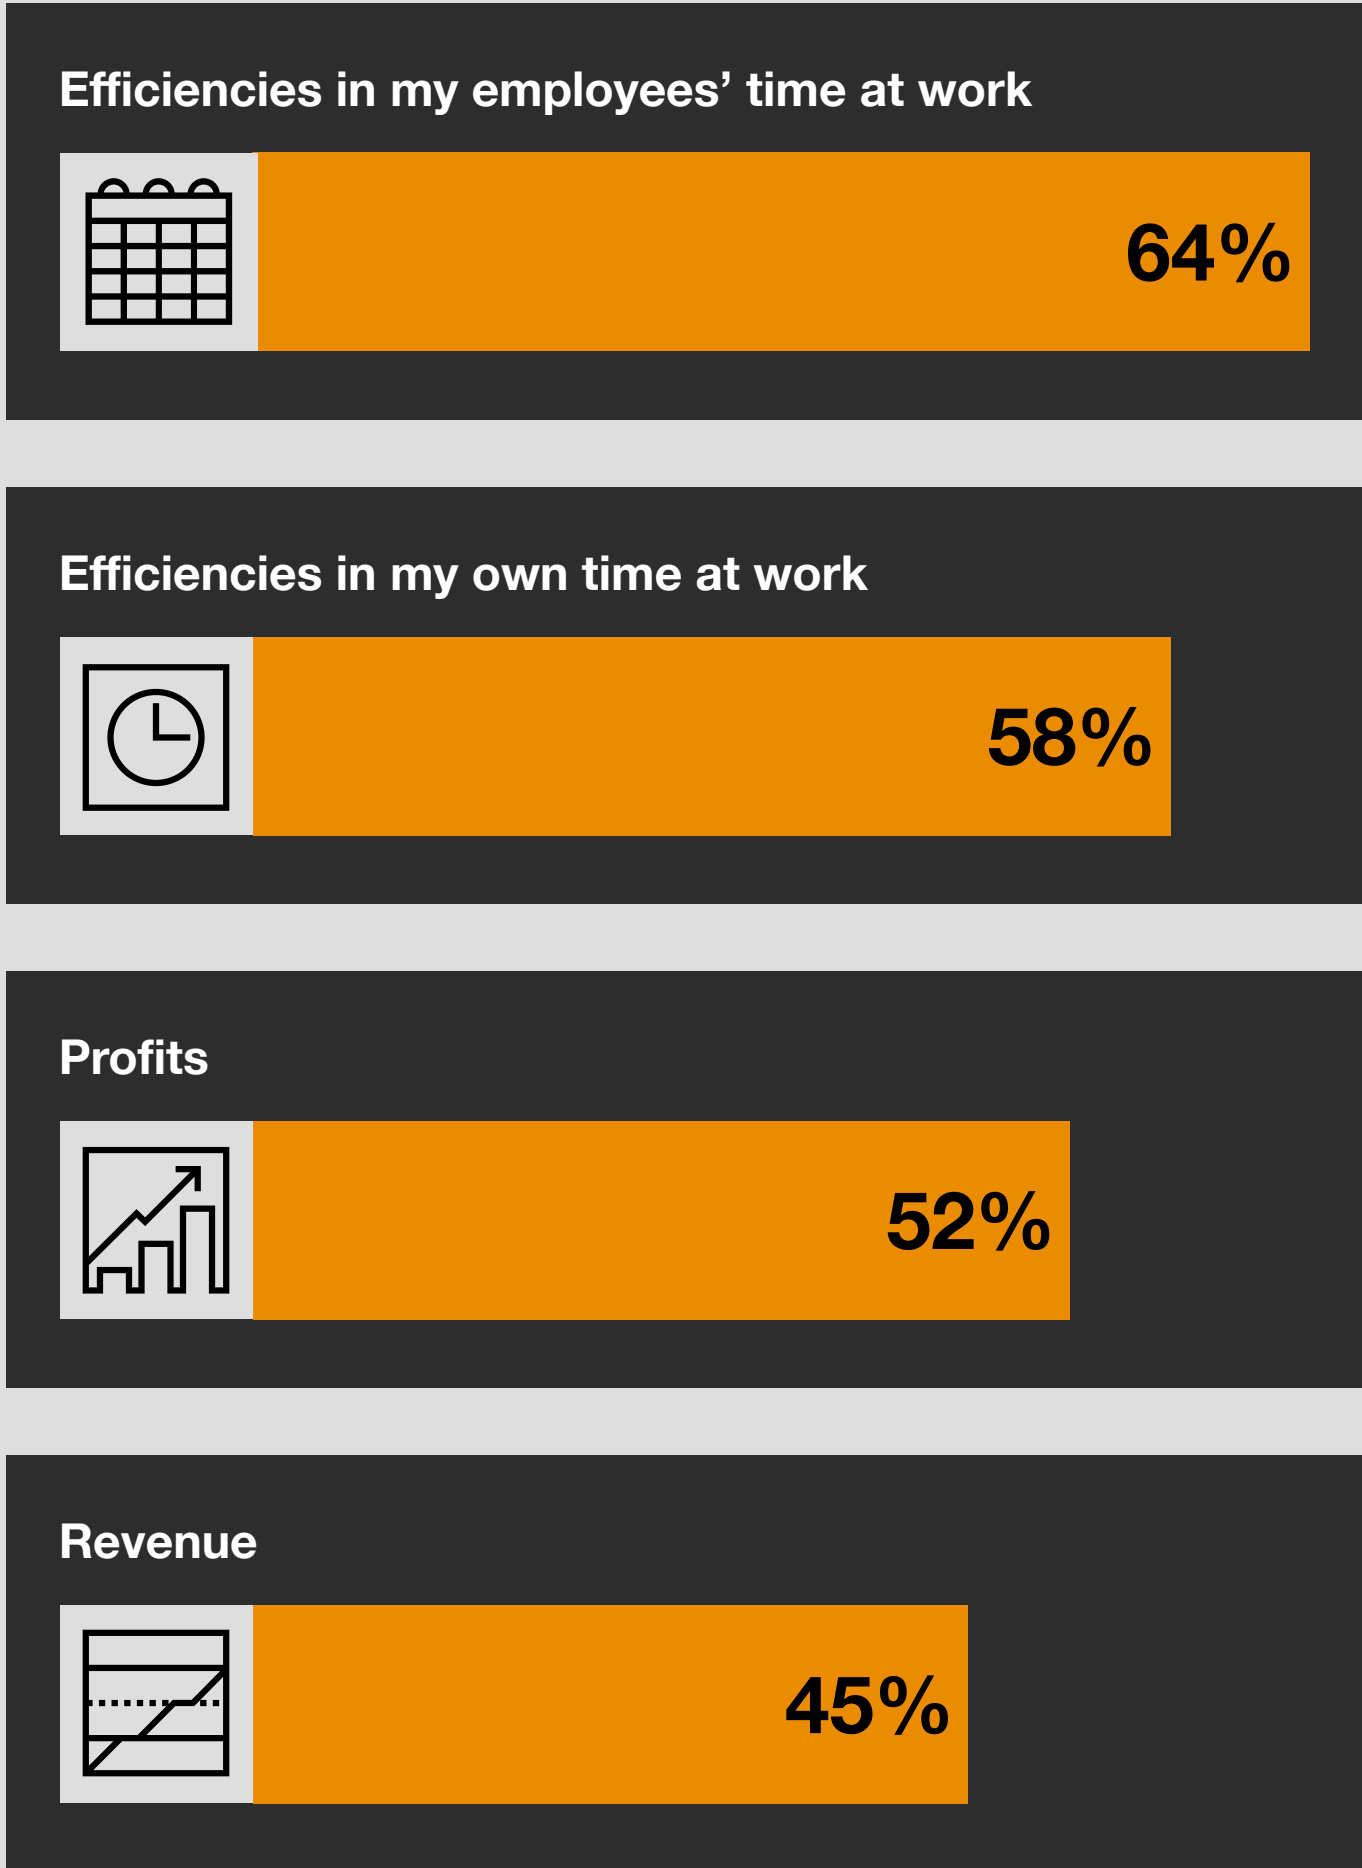 Efficiencies in my employees’ time at work
64%
Efficiencies in my own time at work
58%
Profits
52%
Revenue
45%